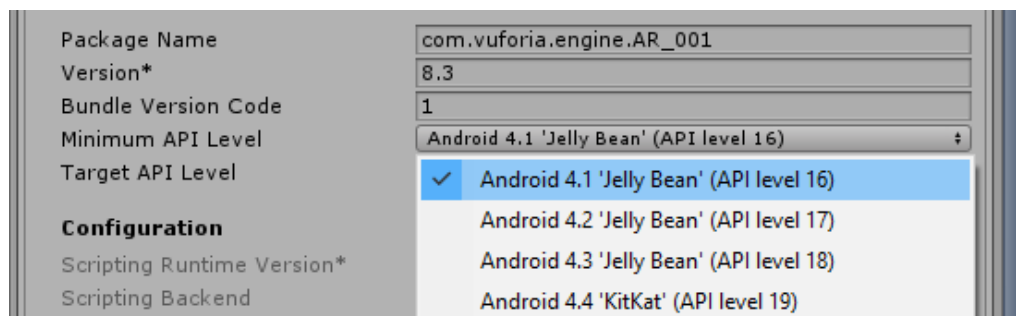 Package Name com.vuforia.engine.AR_001
Version* 8.3
Bundle Version Code 1
Minimum API Level Android 4.1 'Jelly Bean' (API level 16)
Target API Level
✓ Android 4.1 'Jelly Bean' (API level 16)
Android 4.2 'Jelly Bean' (API level 17)
Configuration
Android 4.3 'Jelly Bean' (API level 18)
Scripting Runtime Version*
Scripting Backend
Android 4.4 'KitKat' (API level 19)